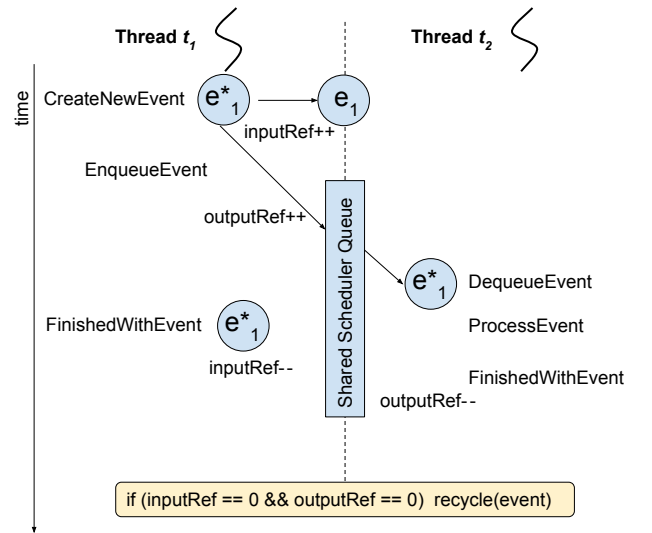 Thread t1
Thread t2
time
CreateNewEvent
e*1
e1
inputRef++
EnqueueEvent
outputRef++
Shared Scheduler Queue
e*1
DequeueEvent
FinishedWithEvent
e*1
ProcessEvent
inputRef--
FinishedWithEvent
outputRef--
if (inputRef == 0 && outputRef == 0) recycle(event)